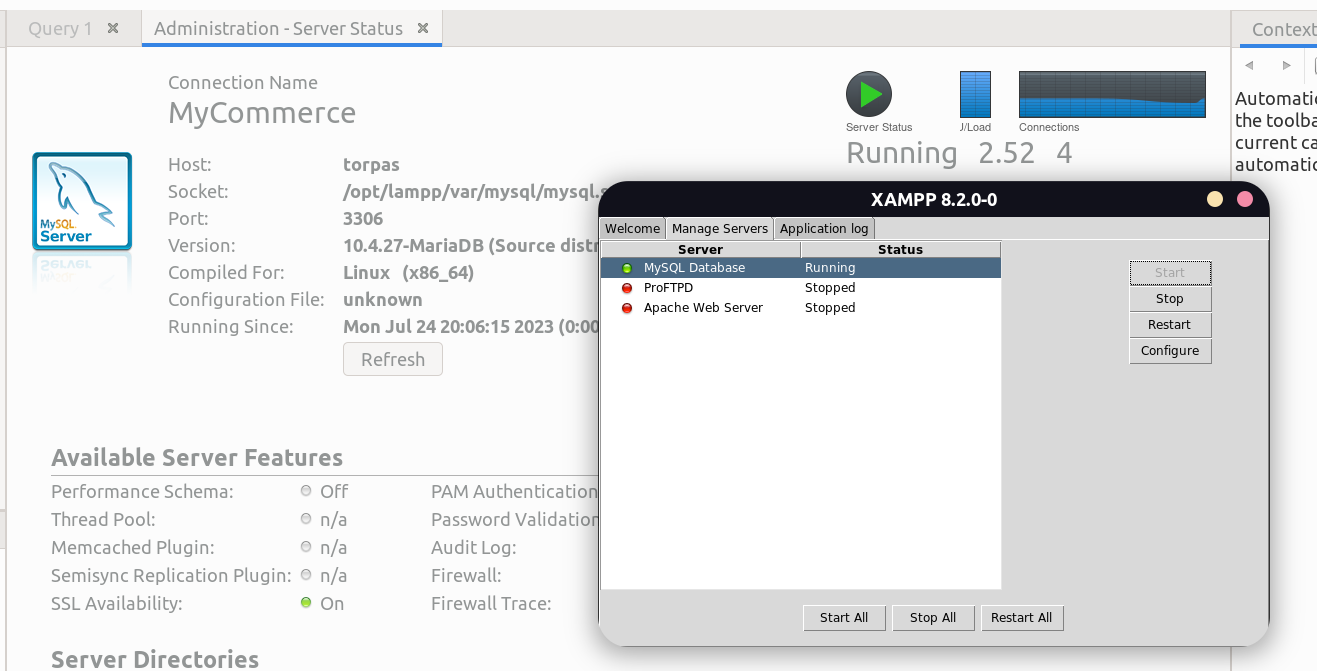 Query 1
Administration - Server Status
Context
Connection Name
MyCommerce
Server Status
/Load
Connections
Running 2.52 4
Automatic
the toolba
current ca
automatic
MySQL
Server
Host: torpas
Socket: /opt/lampp/var/mysql/mysql.s
Port: 3306
Version: 10.4.27-MariaDB (Source distr
Compiled For: Linux (x86_64)
Configuration File: unknown
Running Since: Mon Jul 24 20:06:15 2023 (0:00
Refresh
Available Server Features
Performance Schema: Off
Thread Pool: n/a
Memcached Plugin: n/a
Semisync Replication Plugin: n/a
SSL Availability: On
PAM Authentication
Password Validation
Audit Log:
Firewall:
Firewall Trace:
Server Directories
XAMPP 8.2.0-0
Welcome Manage Servers Application log
Server Status
MySQL Database Running
ProFTPD Stopped
Apache Web Server Stopped
Start
Stop
Restart
Configure
Start All Stop All Restart All